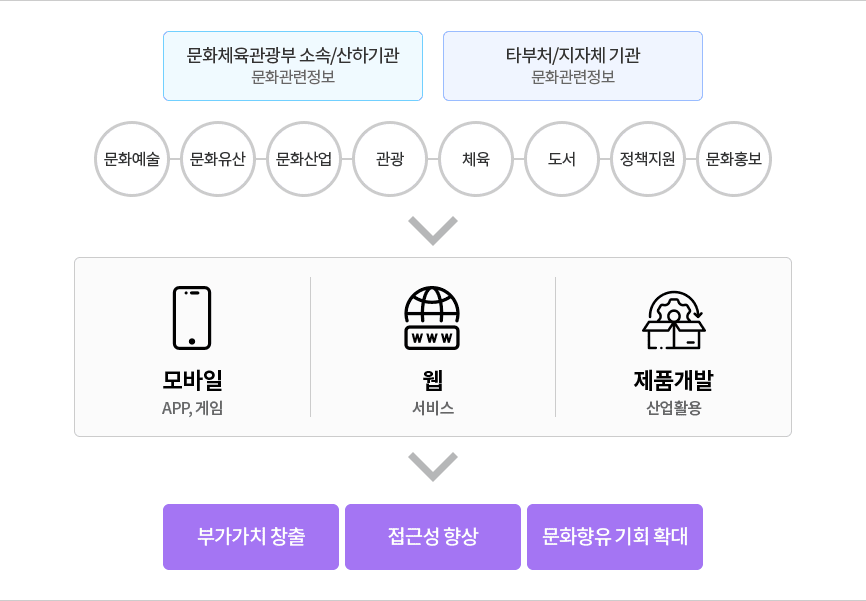 문화체육관광부 소속/산하기관
문화관련정보
타부처/지자체 기관
문화관련정보
문화예술
문화유산
문화산업
관광
체육
도서
정책지원
문화홍보
WWW
모바일
APP, 게임
웹
서비스
제품개발
산업활용
부가가치 창출
접근성 향상
문화향유 기회 확대